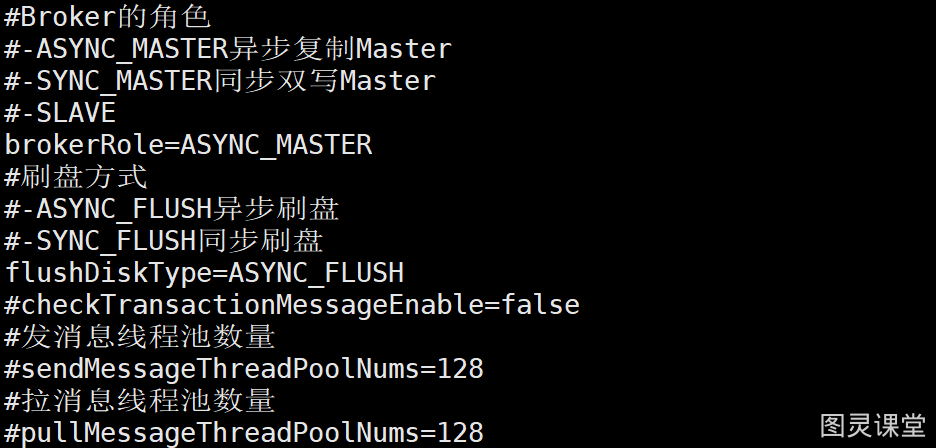 #Broker的角色
#-ASYNC_MASTER异步复制Master
#-SYNC_MASTER同步双写Master
#-SLAVE
brokerRole=ASYNC_MASTER
#刷盘方式
#-ASYNC_FLUSH异步刷盘
#-SYNC_FLUSH同步刷盘
flushDiskType=ASYNC_FLUSH
#checkTransactionMessageEnable=false
#发消息线程池数量
#sendMessageThreadPoolNums=128
#拉消息线程池数量
#pullMessageThreadPoolNums=128
图灵课堂